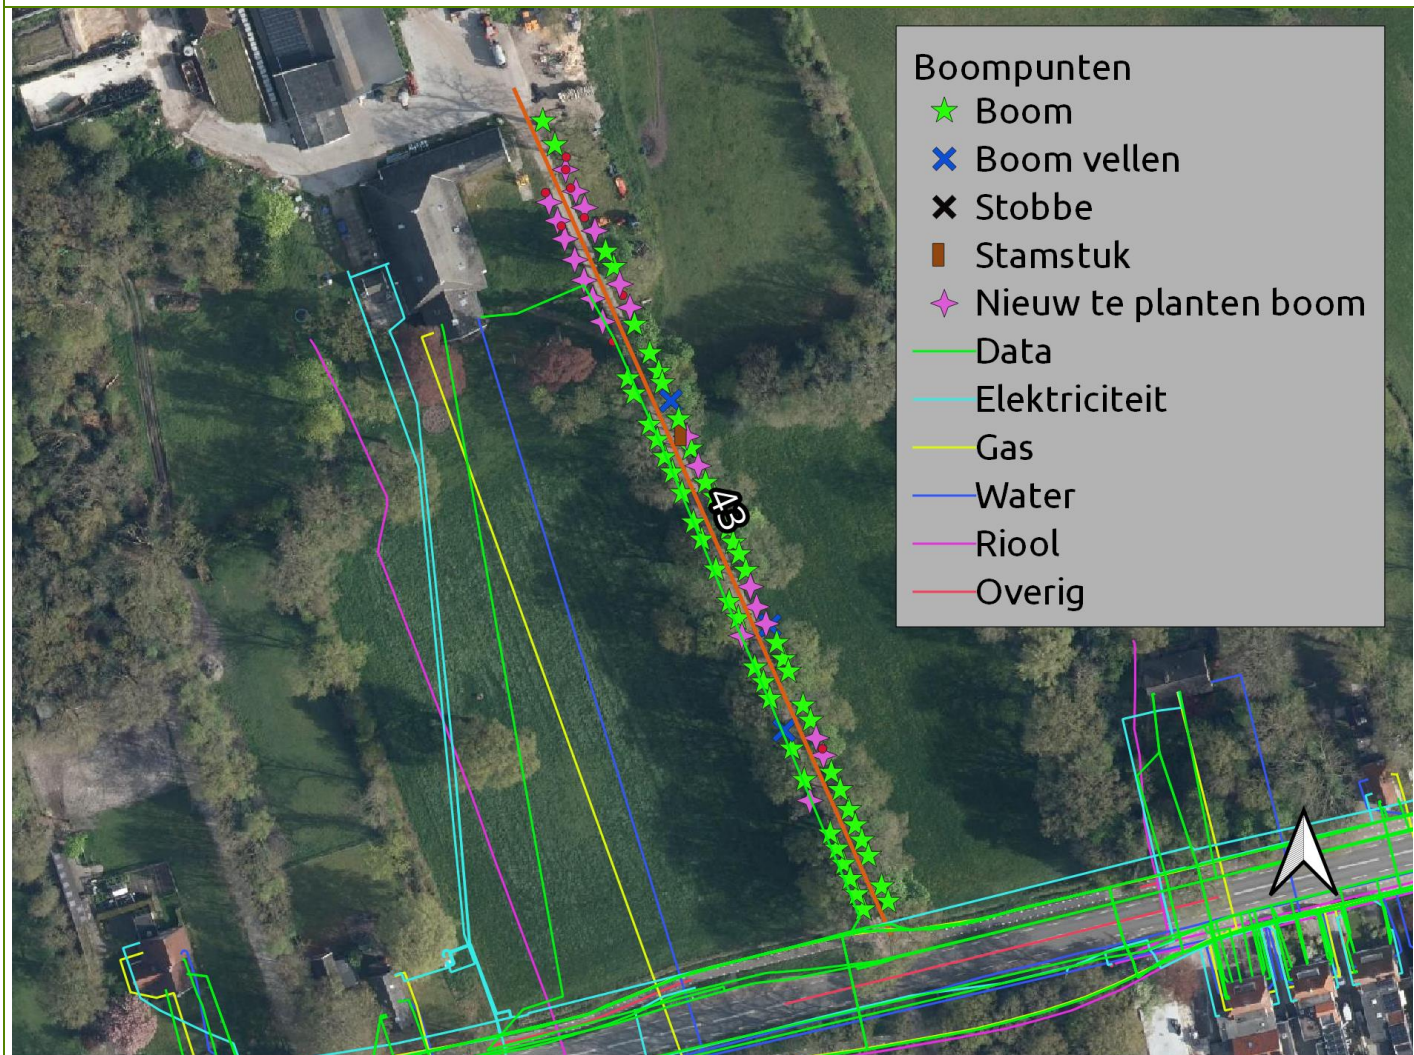 Boompunten
Boom
Boom vellen
Stobbe
Stamstuk
Nieuw te planten boom
Data
Elektriciteit
Gas
Water
Riool
Overig
43